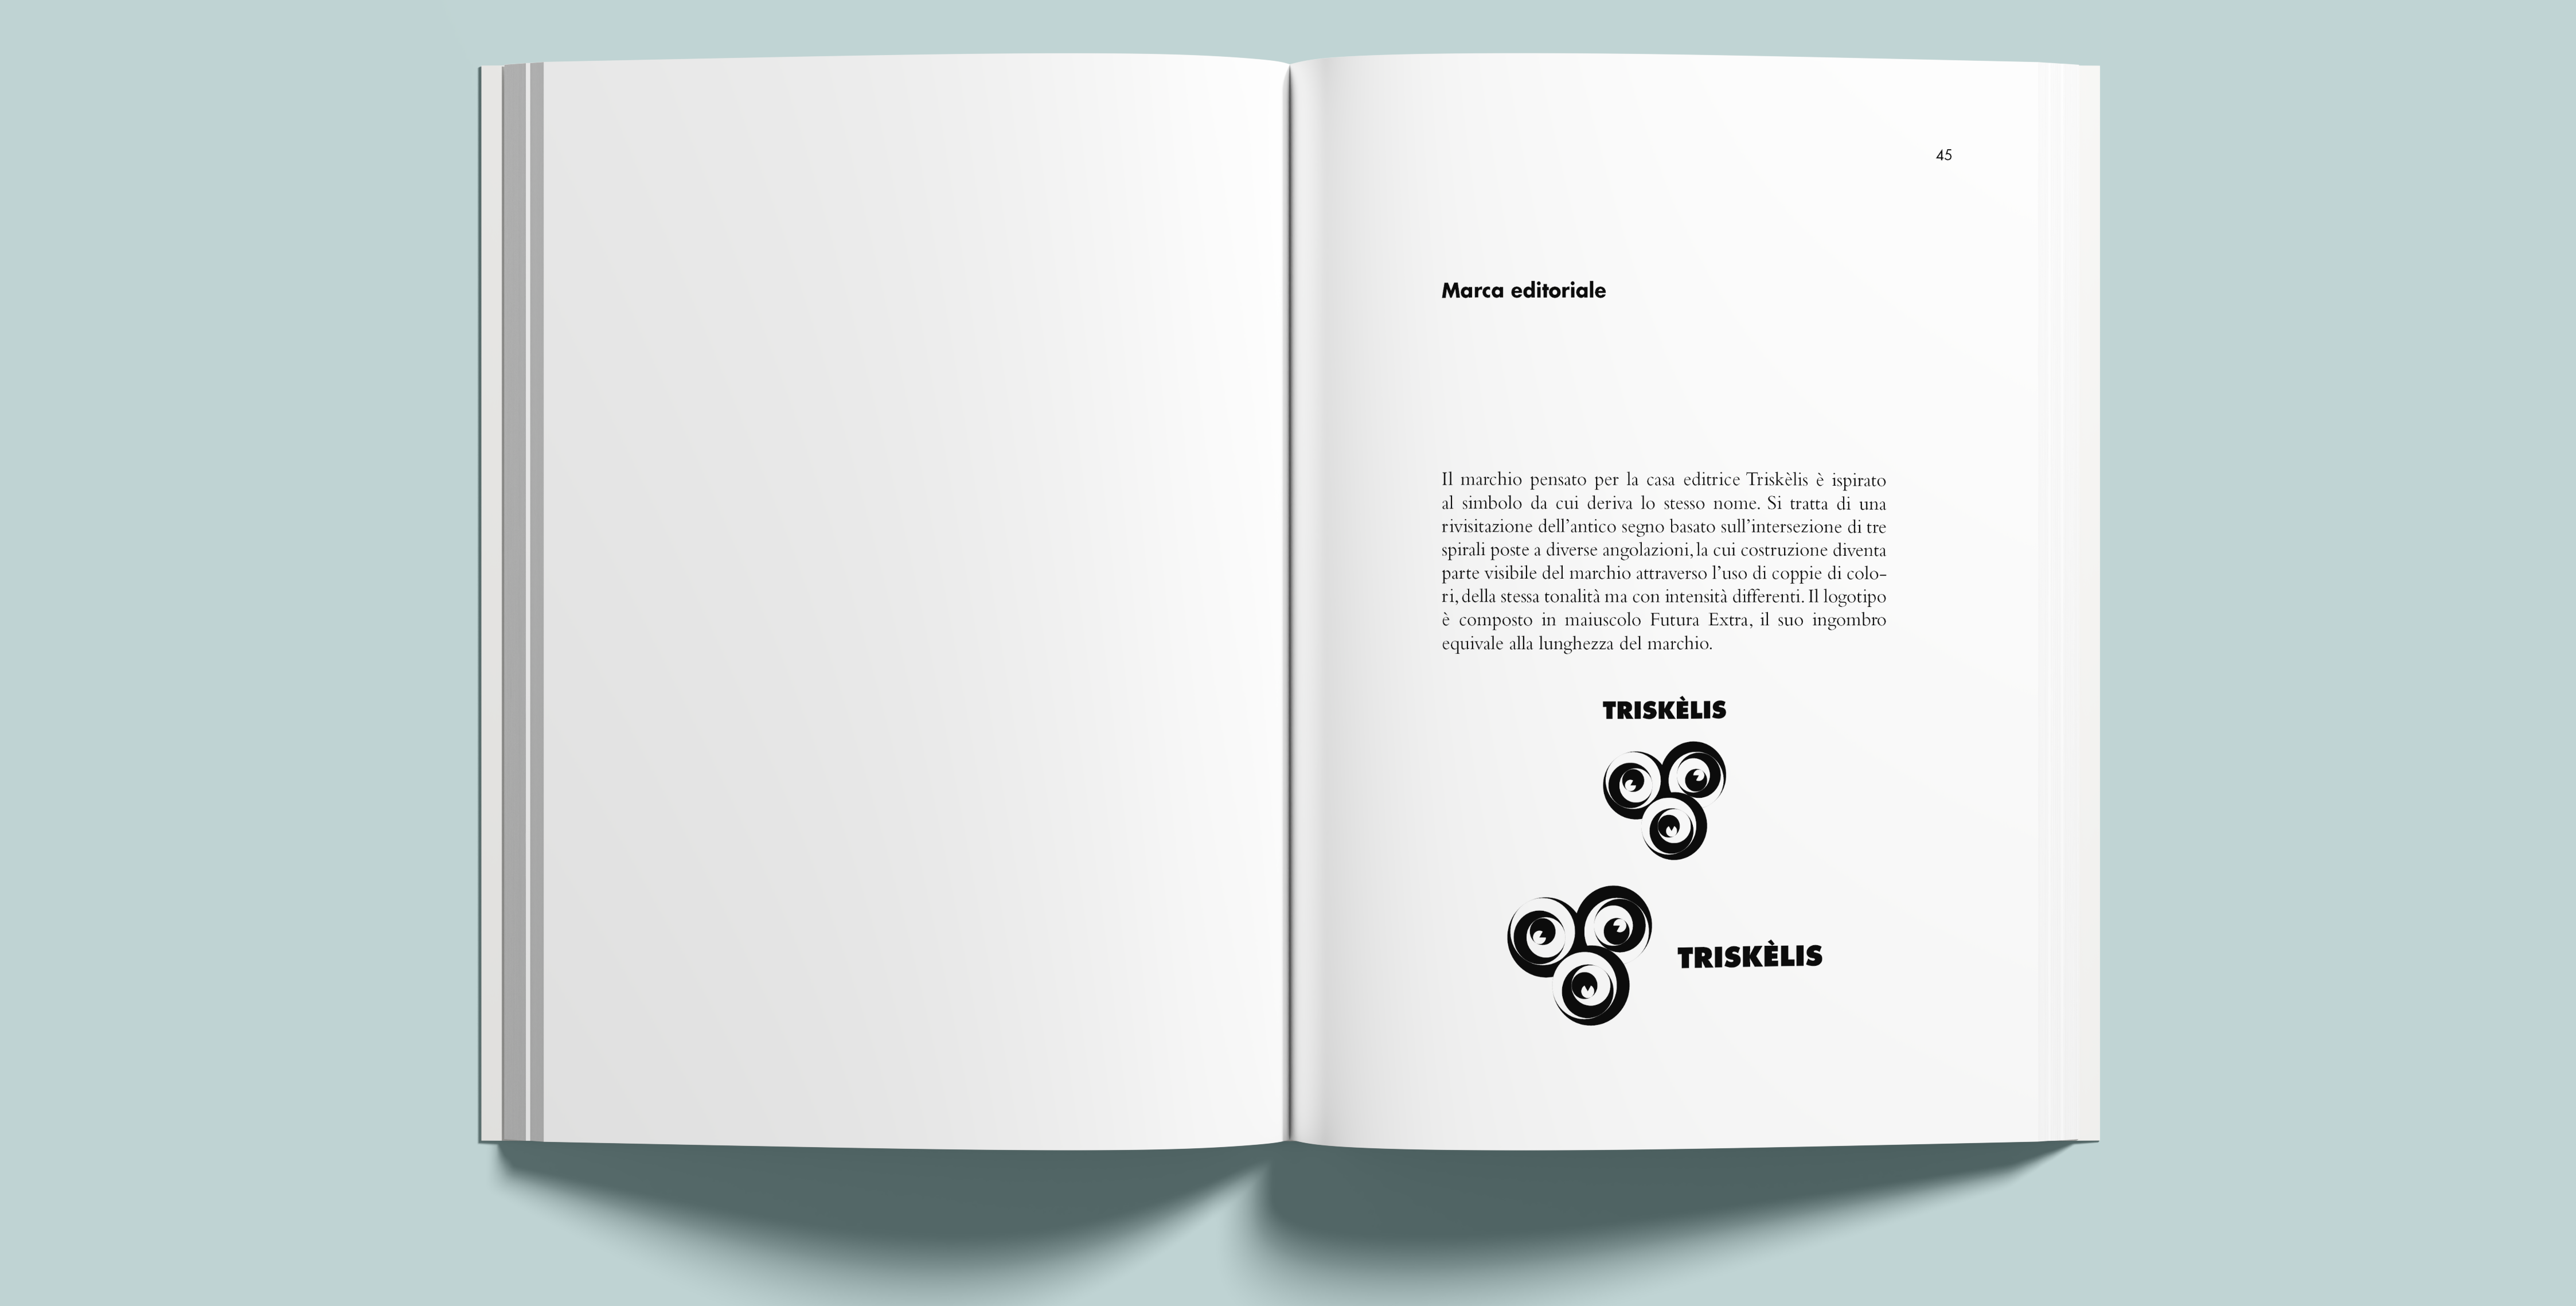 45
Marca editoriale
Il marchio pensato per la casa editrice Triskèlis è ispirato
al simbolo da cui deriva lo stesso nome. Si tratta di una
rivisitazione dell’antico segno basato sull’intersezione di tre
spirali poste a diverse angolazioni, la cui costruzione diventa
parte visibile del marchio attraverso l’uso di coppie di colo-
ri, della stessa tonalità ma con intensità differenti. Il logotipo
è composto in maiuscolo Futura Extra, il suo ingombro
equivale alla lunghezza del marchio.
TRISKÈLIS
TRISKÈLIS